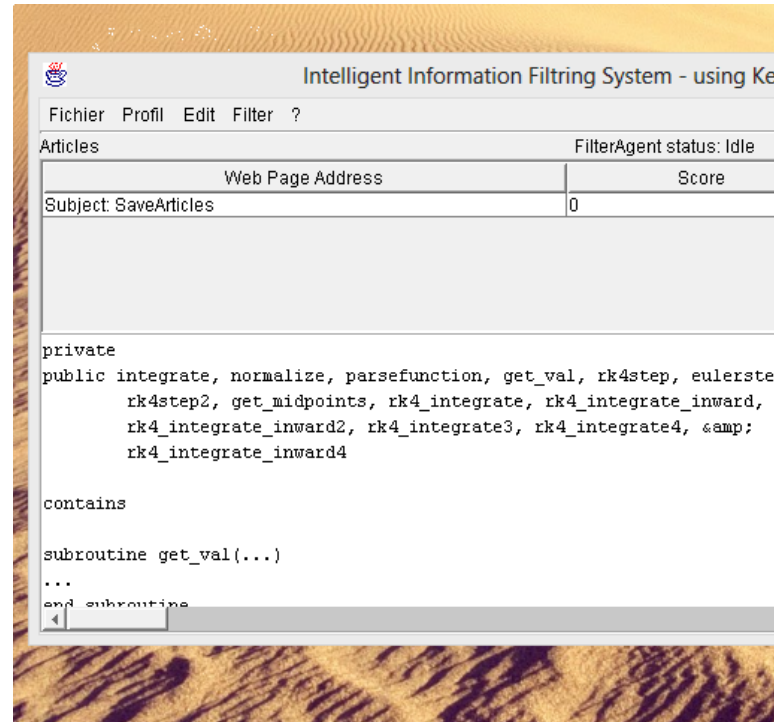 Intelligent Information Filtring System - using Ke
Fichier Profil Edit Filter ?
Articles FilterAgent status: Idle
Web Page Address Score
Subject: SaveArticles 0
private
public integrate, normalize, parsefunction, get_val, rk4step, eulerste
rk4step2, get_midpoints, rk4_integrate, rk4_integrate_inward,
rk4_integrate_inward2, rk4_integrate3, rk4_integrate4, &amp;
rk4_integrate_inward4
contains
subroutine get_val(...)
...
end subroutine